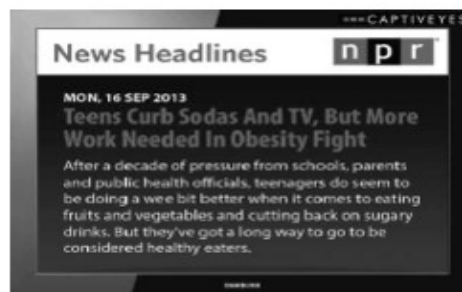 CAPTIVEYES
News Headlines
npr
MON, 16 SEP 2013
Teens Curb Sodas And TV, But More
Work Needed In Obesity Fight
After a decade of pressure from schools, parents
and public health officials, teenagers do seem to
be doing a wee bit better when it comes to eating
fruits and vegetables and cutting back on sugary
drinks. But they've got a long way to go to be
considered healthy eaters.